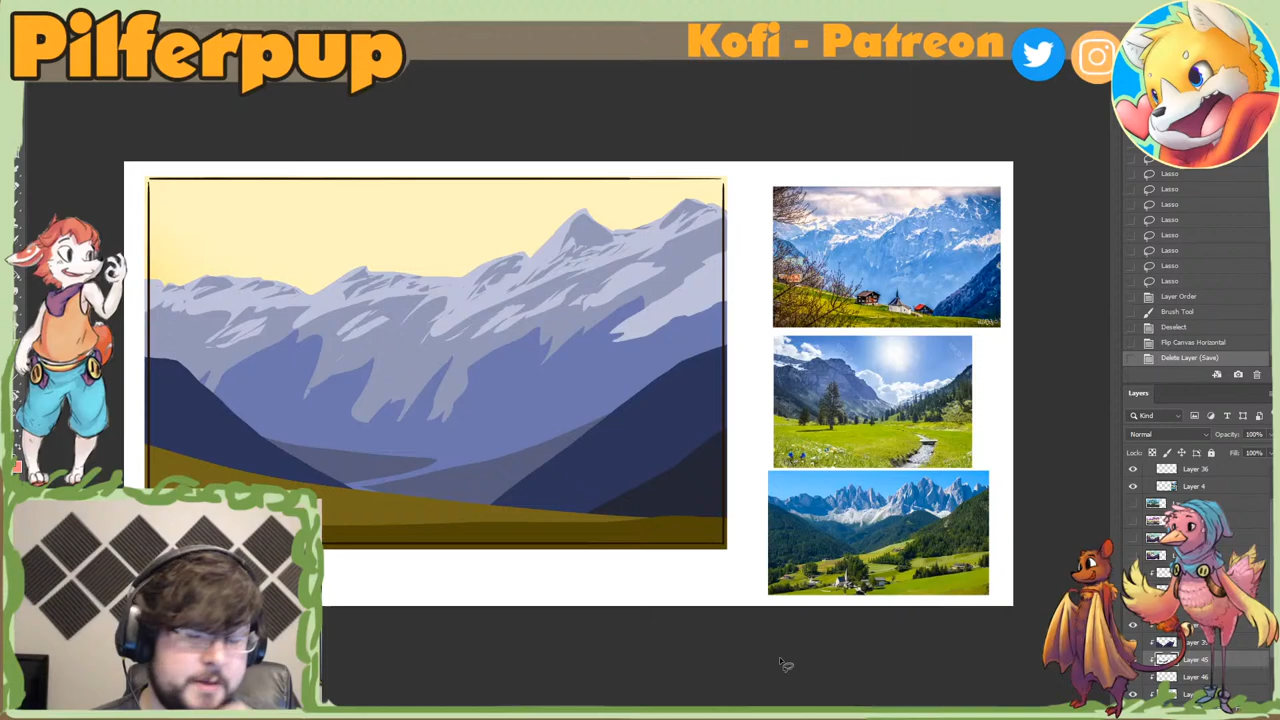 Pilferpup
Kofi - Patreon
Lasso
Lasso
Lasso
Lasso
Lasso
Lasso
Lasso
Lasso
Layer Order
Brush Tool
Deselect
Flip Canvas Horizontal
Delete Layer (Save)
Layers
Kind
Normal
Opacity: 100%
Lock:
Fill: 100%
Layer 36
Layer 4
Layer 45
Layer 46